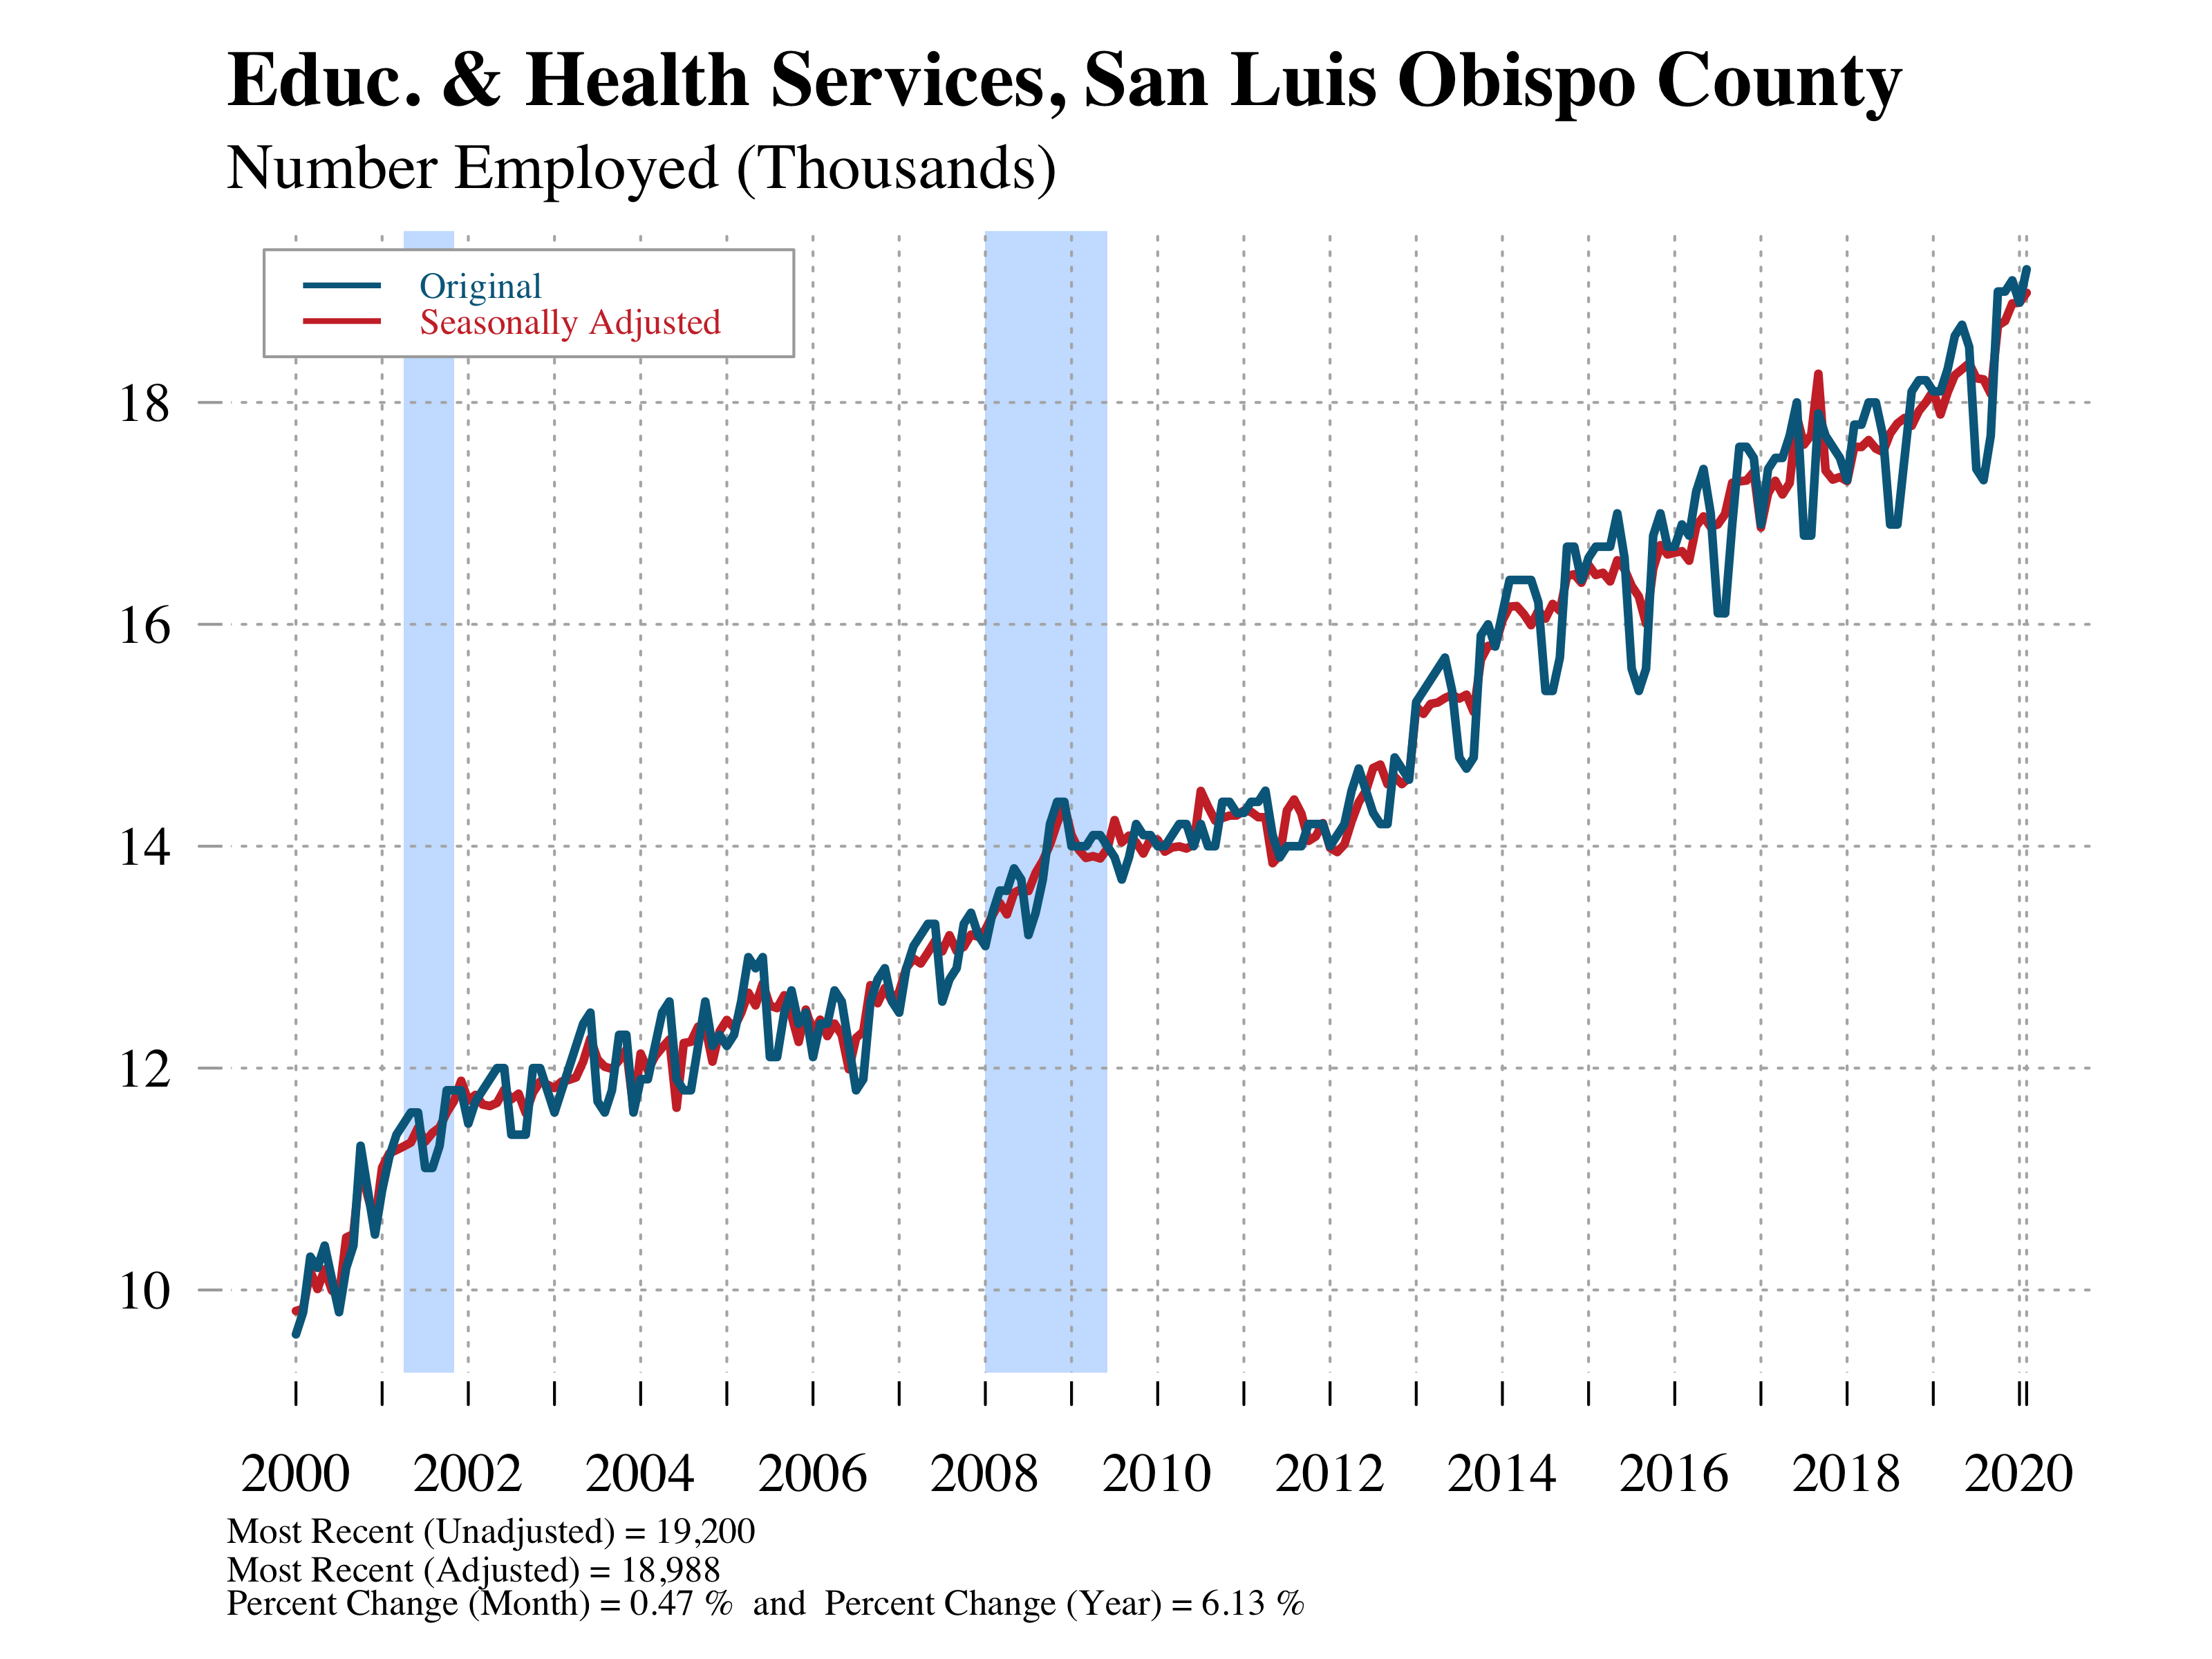 Educ. & Health Services, San Luis Obispo County
Number Employed (Thousands)
Original
Seasonally Adjusted
18
16
14
12
10
2000 2002 2004 2006 2008 2010 2012 2014 2016 2018 2020
Most Recent (Unadjusted) = 19,200
Most Recent (Adjusted) = 18,988
Percent Change (Month) = 0.47 % and Percent Change (Year) = 6.13 %